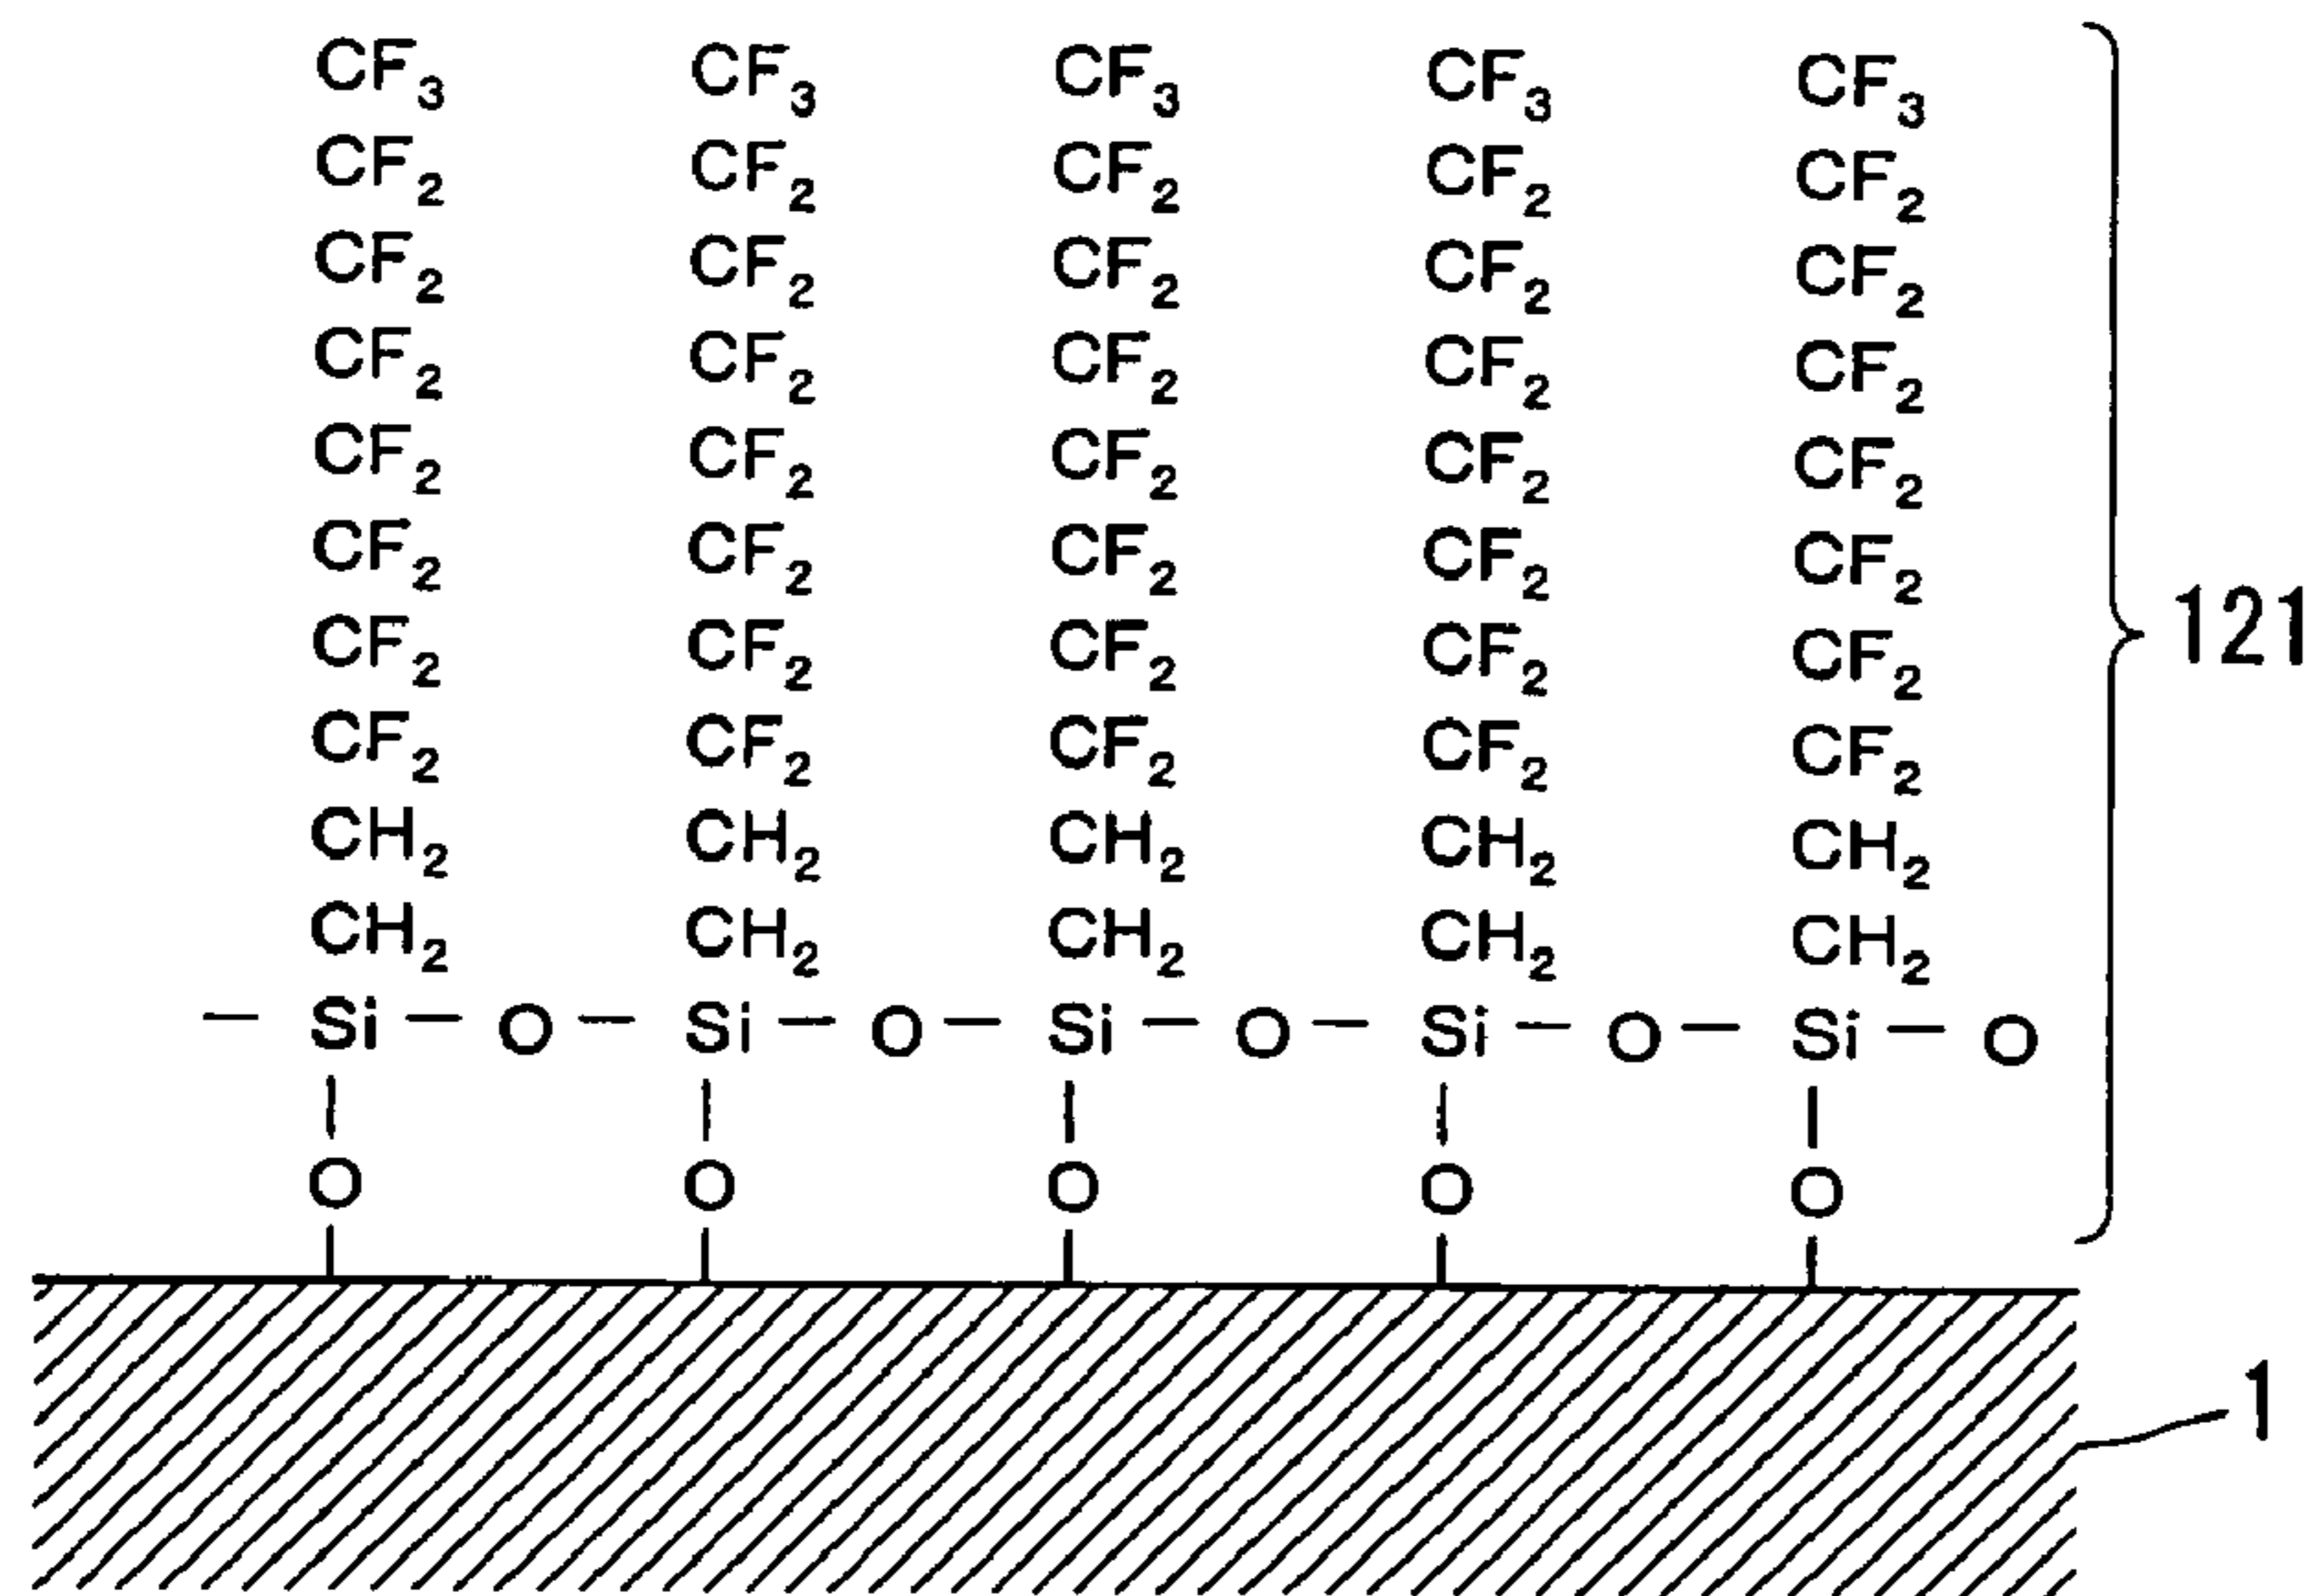 CF₃ CF₃ CF₃ CF₃ CF₃
CF₂ CF₂ CF₂ CF₂ CF₂
CF₂ CF₂ CF₂ CF₂ CF₂
CF₂ CF₂ CF₂ CF₂ CF₂
CF₂ CF₂ CF₂ CF₂ CF₂
CF₂ CF₂ CF₂ CF₂ CF₂
CF₂ CF₂ CF₂ CF₂ CF₂
121
CF₂ CF₂ CF₂ CF₂ CF₂
CH₂ CH₂ CH₂ CH₂ CH₂
CH₂ CH₂ CH₂ CH₂ CH₂
— Si — O — Si — O — Si — O — Si — O — Si — O
O O O O O
1